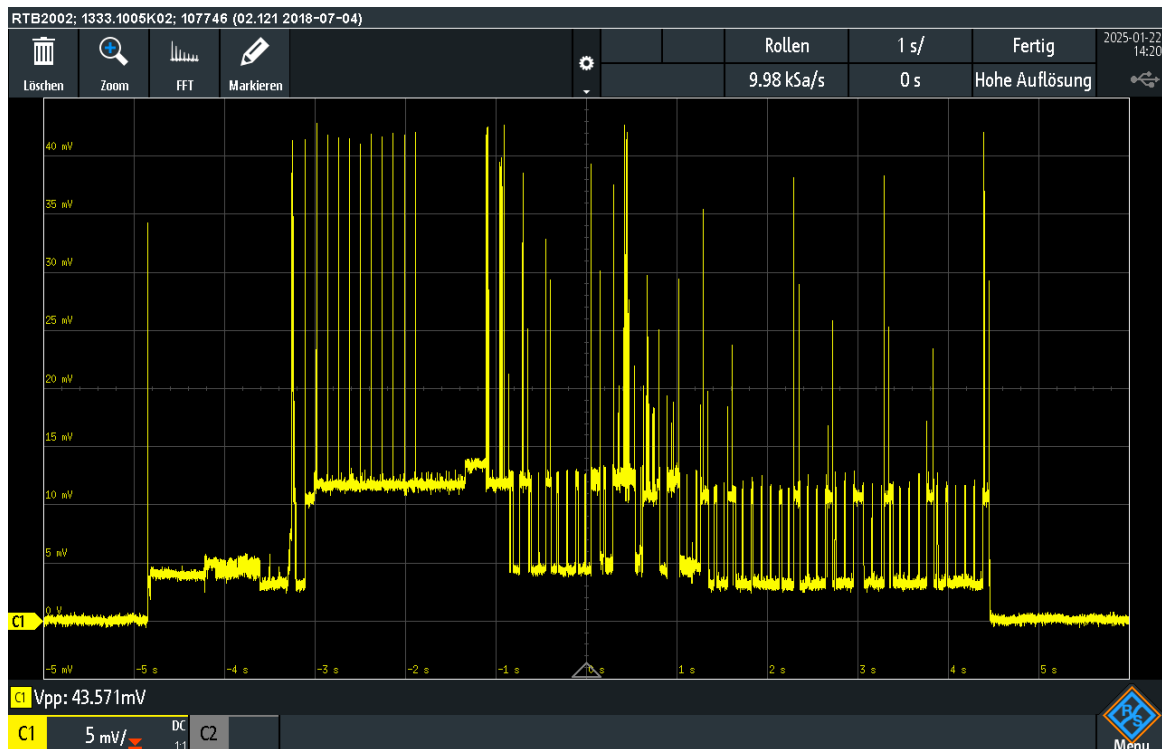 RTB2002; 1333.1005K02; 107746 (02.121 2018-07-04)
Löschen
Zoom
FFT
Markieren
Rollen
1 s/
Fertig
9.98 kSa/s
0 s
Hohe Auflösung
2025-01-22
14:20
40 mV
35 mV
30 mV
25 mV
20 mV
15 mV
10 mV
5 mV
0 V
C1
-5 mV
-5 s
-4 s
-3 s
-2 s
-1 s
0 s
1 s
2 s
3 s
4 s
5 s
C1 Vpp: 43.571mV
C1
5 mV/
DC
1:1
C2
R S
Menu